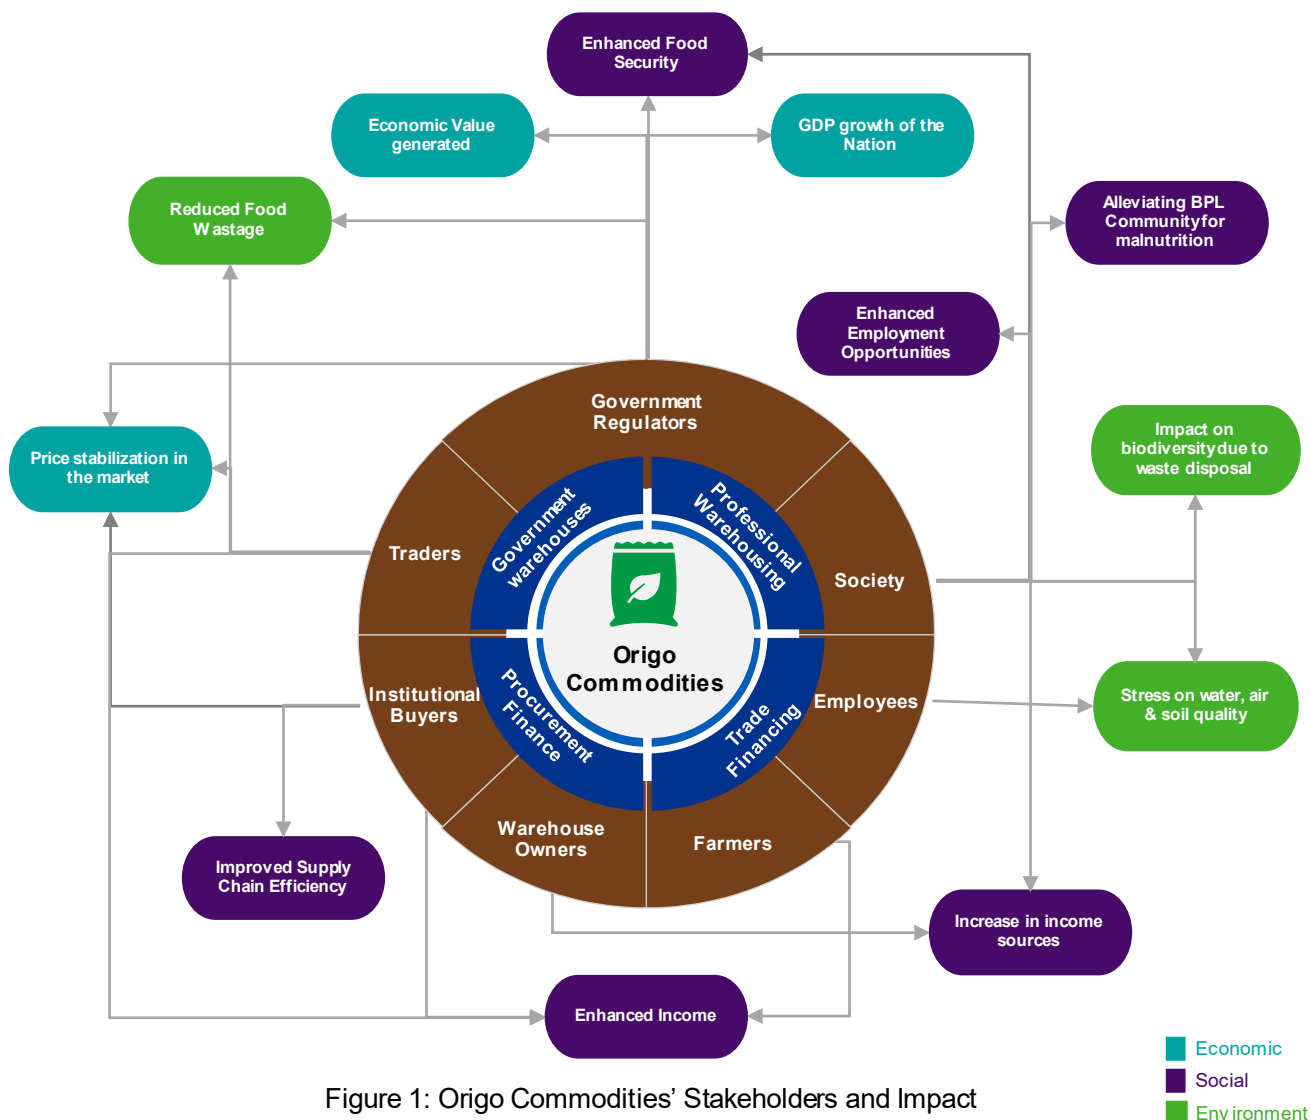 Enhanced Food
Security
Economic Value
generated
GDP growth of the
Nation
Reduced Food
Wastage
Alleviating BPL
Community for
malnutrition
Enhanced
Employment
Opportunities
Government
Regulators
Price stabilization in
the market
Impact on
biodiversity due to
waste disposal
Government
warehouses
Professional
Warehousing
Traders
Society
Origo
Commodities
Institutional
Buyers
Procurement
Finance
Trade
Financing
Employees
Stress on water, air
& soil quality
Warehouse
Owners
Farmers
Improved Supply
Chain Efficiency
Increase in income
sources
Enhanced Income
Economic
Social
Environment
Figure 1: Origo Commodities’ Stakeholders and Impact